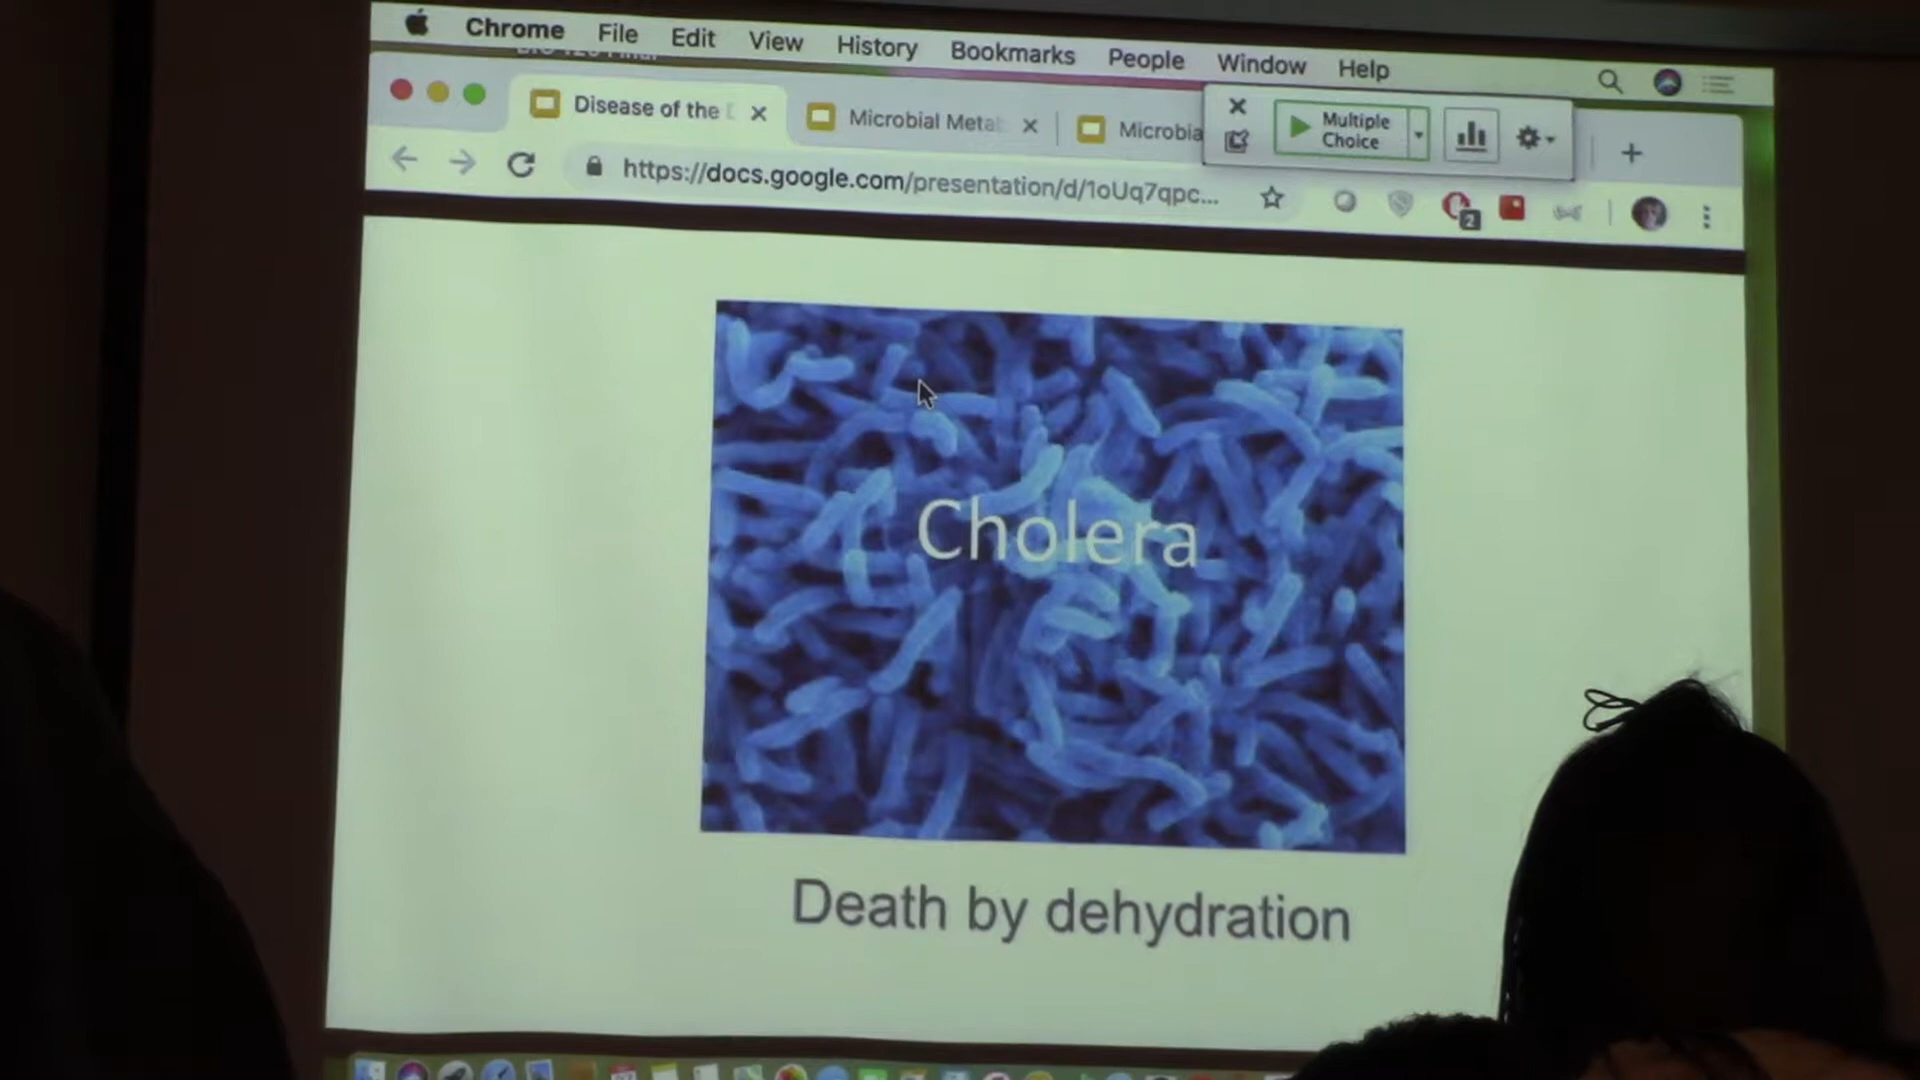 Chrome File Edit View History Bookmarks People Window Help
Disease of the
Microbial Meta
Microbia
Multiple
Choice
https://docs.google.com/presentation/d/1oUq7qpc...
2
Cholera
Death by dehydration